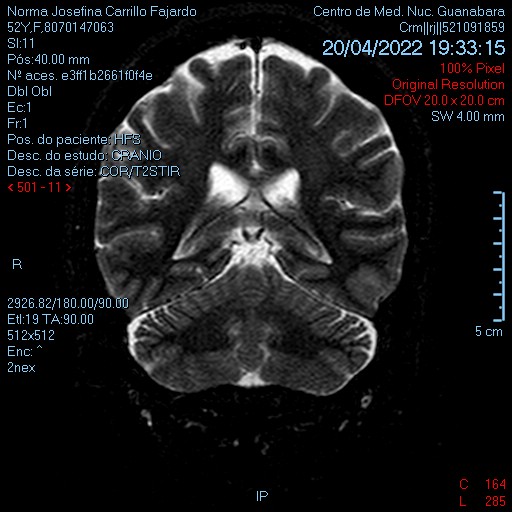 Norma Josefina Carrillo Fajardo
52Y,F,8070147063
Sl:11
Pós:40.00 mm
Nº aces. e3ff1b2661f0f4e
Dbl Obl
Ec:1
Fr:1
Pos. do paciente: HFS
Desc. do estudo: CRANIO
Desc. da série: COR/T2STIR
< 501 - 11 >
Centro de Med. Nuc. Guanabara
Crm||rj||521091859
20/04/2022 19:33:15
100% Pixel
Original Resolution
DFOV 20.0 x 20.0 cm
SW 4.00 mm
R
5 cm
2926.82/180.00/90.00
Etl:19 TA:90.00
512x512
Enc: ^
2nex
IP
C 164
L 285